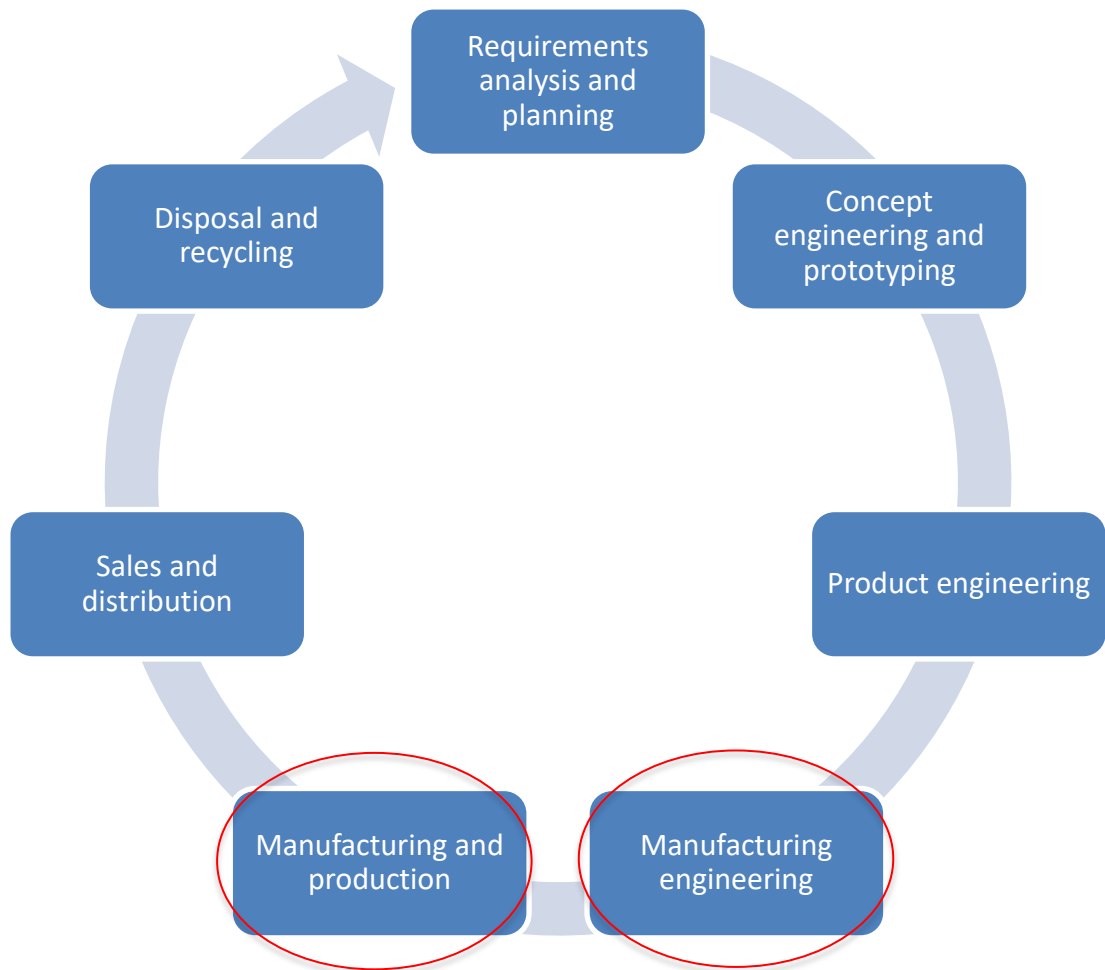 Requirements
analysis and
planning
Concept
engineering and
prototyping
Product engineering
Manufacturing
engineering
Manufacturing and
production
Sales and
distribution
Disposal and
recycling